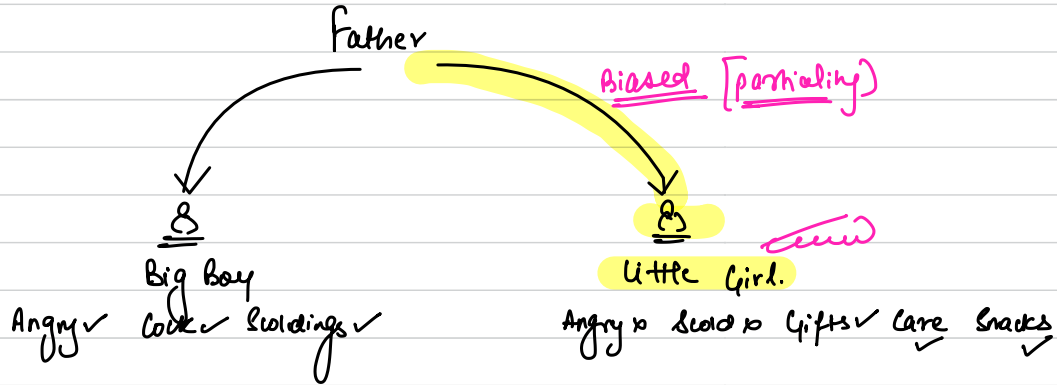 Father
Biased [partiality)
Big Boy
Little Girl.
Angry✓ Cook✓ Scoldings✓
Angry× Scold× Gifts✓ Care✓ Snacks✓